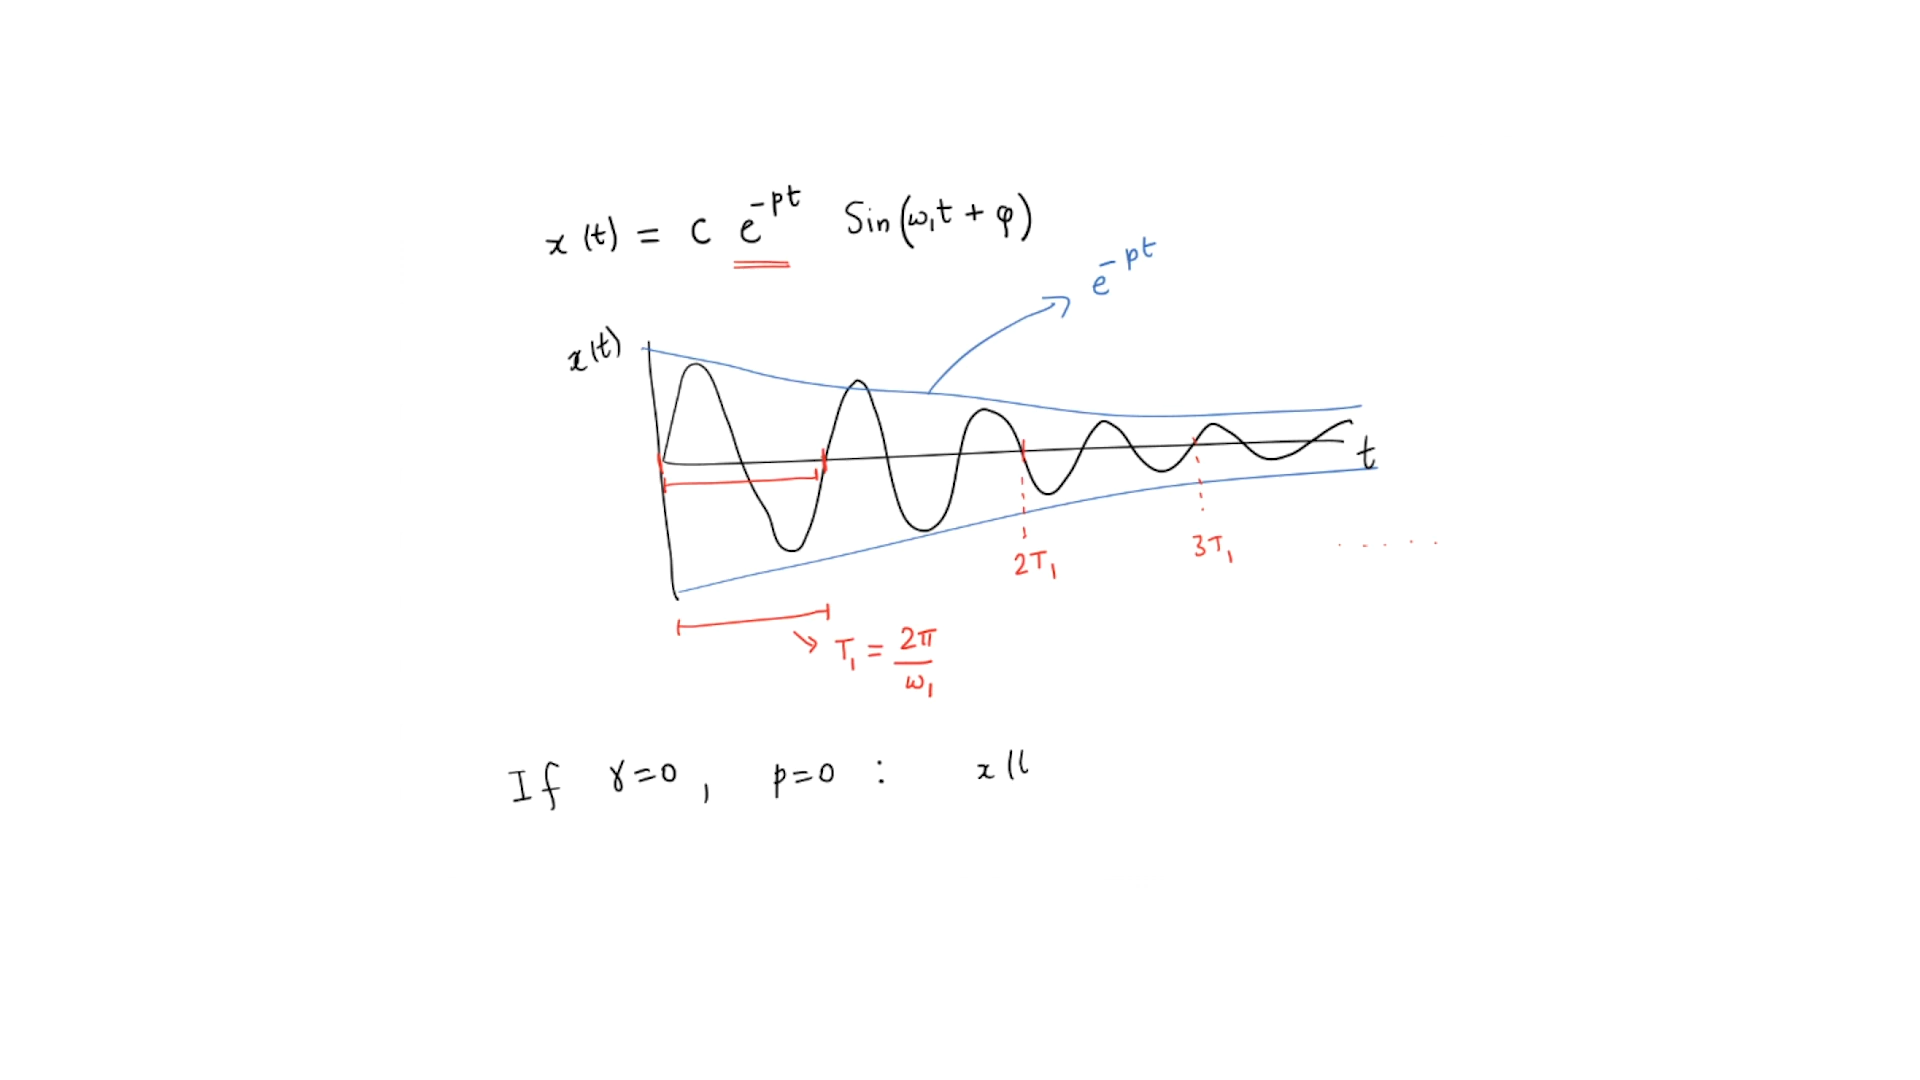 x(t) = C e^{-pt} Sin(ω₁t + φ)
e^{-pt}
x(t)
t
2T₁
3T₁ .....
T₁ = 2π/ω₁
If γ=0, p=0 : x